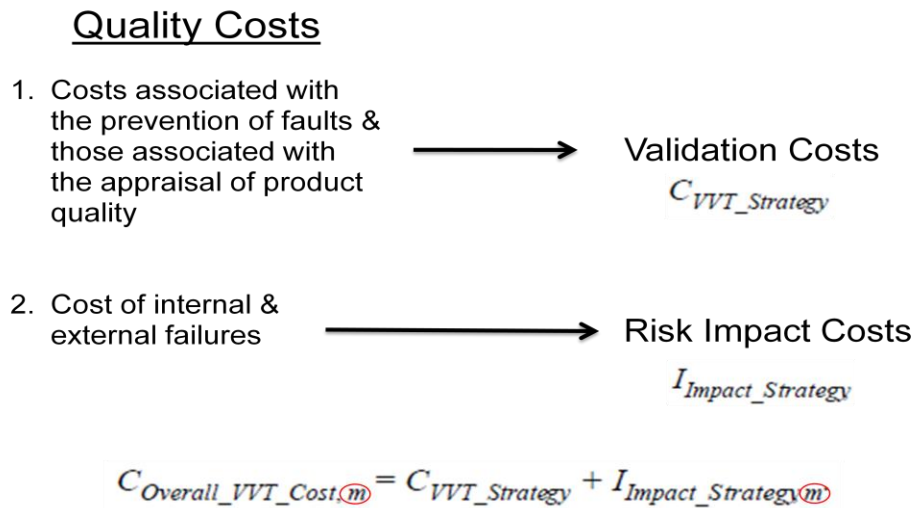 Quality Costs
1. Costs associated with
the prevention of faults &
those associated with
the appraisal of product
quality
Validation Costs
C_VVT_Strategy
2. Cost of internal &
external failures
Risk Impact Costs
I_Impact_Strategy
C_Overall_VVT_Cost,m = C_VVT_Strategy + I_Impact_Strategy m.